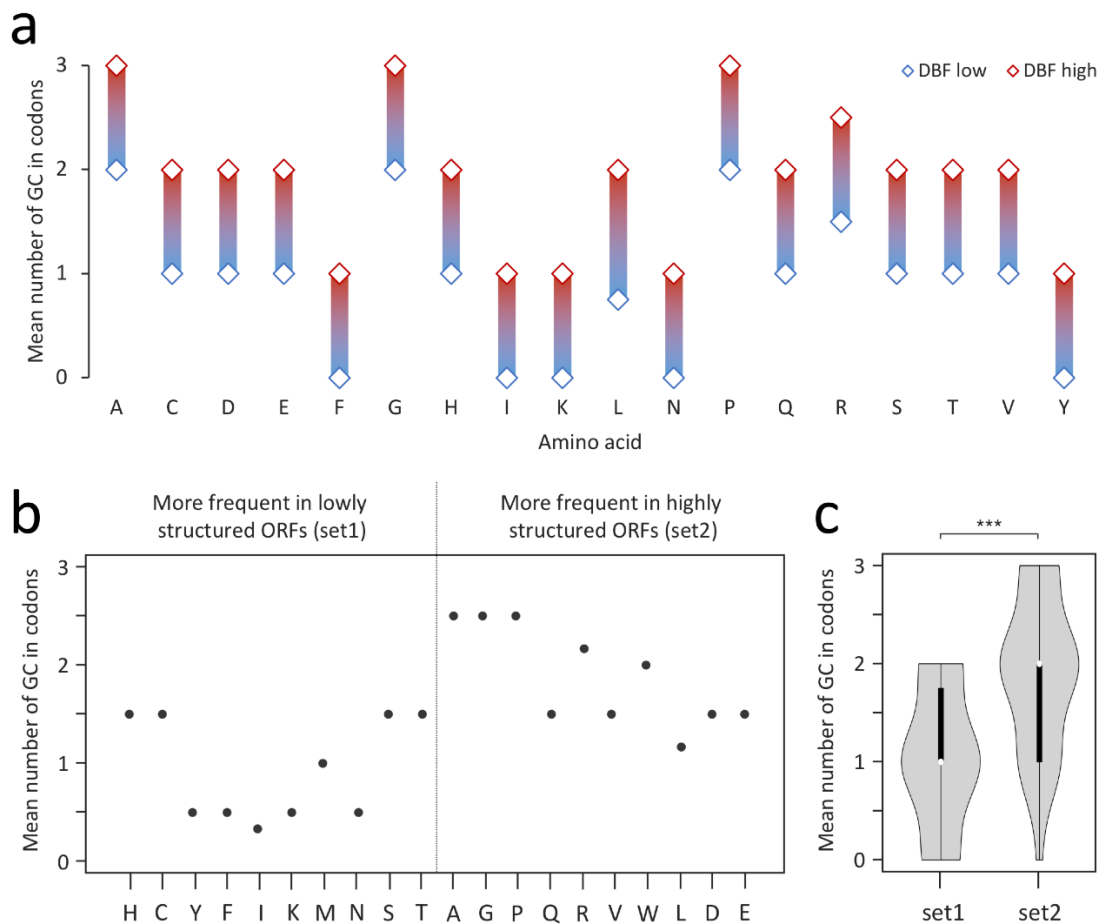 a
DBF low DBF high
Mean number of GC in codons
3
2
1
0
A C D E F G H I K L N P Q R S T V Y
Amino acid
b
More frequent in lowly
structured ORFs (set1)
More frequent in highly
structured ORFs (set2)
Mean number of GC in codons
3
2
1
0
H C Y F I K M N S T A G P Q R V W L D E
c
***
Mean number of GC in codons
3
2
1
0
set1 set2